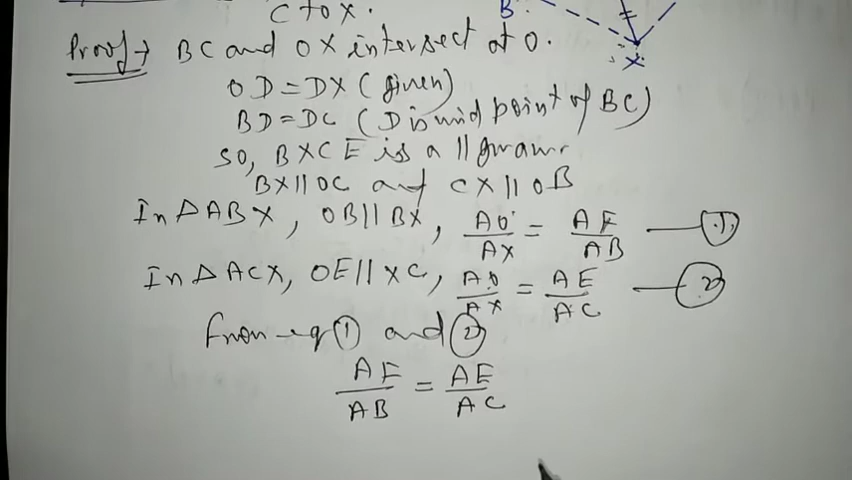 C to X.
B
X
Proof → BC and OX intersect at O.
OD = DX (given)
BD = DC (D is mid point of BC)
so, BXCE is a || gram.
BX || OC and CX || OB
In △ABX, OB || BX, AO/AX = AF/AB — ①
In △ACX, OE || XC, AO/AX = AE/AC — ②
From eq ① and ②
AF/AB = AE/AC